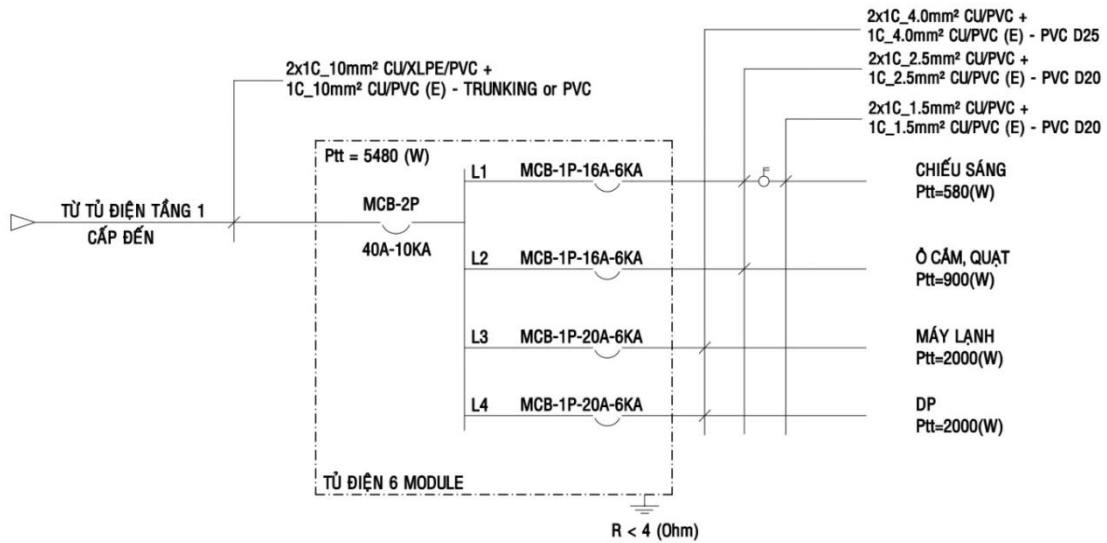 2x1C_4.0mm² CU/PVC +
1C_4.0mm² CU/PVC (E) - PVC D25
2x1C_2.5mm² CU/PVC +
1C_2.5mm² CU/PVC (E) - PVC D20
2x1C_1.5mm² CU/PVC +
1C_1.5mm² CU/PVC (E) - PVC D20
2x1C_10mm² CU/XLPE/PVC +
1C_10mm² CU/PVC (E) - TRUNKING or PVC
Ptt = 5480 (W)
TỪ TỦ ĐIỆN TẦNG 1
CẤP ĐẾN
MCB-2P
40A-10KA
L1 MCB-1P-16A-6KA
CHIẾU SÁNG
Ptt=580(W)
L2 MCB-1P-16A-6KA
Ổ CẮM, QUẠT
Ptt=900(W)
L3 MCB-1P-20A-6KA
MÁY LẠNH
Ptt=2000(W)
L4 MCB-1P-20A-6KA
DP
Ptt=2000(W)
TỦ ĐIỆN 6 MODULE
R < 4 (Ohm)